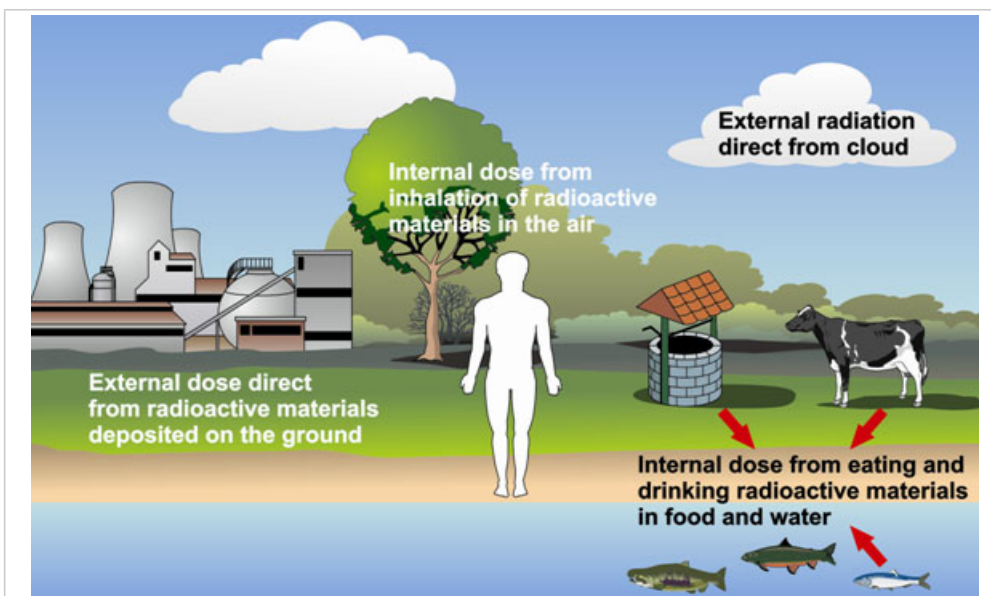 External radiation
direct from cloud
Internal dose from
inhalation of radioactive
materials in the air
External dose direct
from radioactive materials
deposited on the ground
Internal dose from eating and
drinking radioactive materials
in food and water